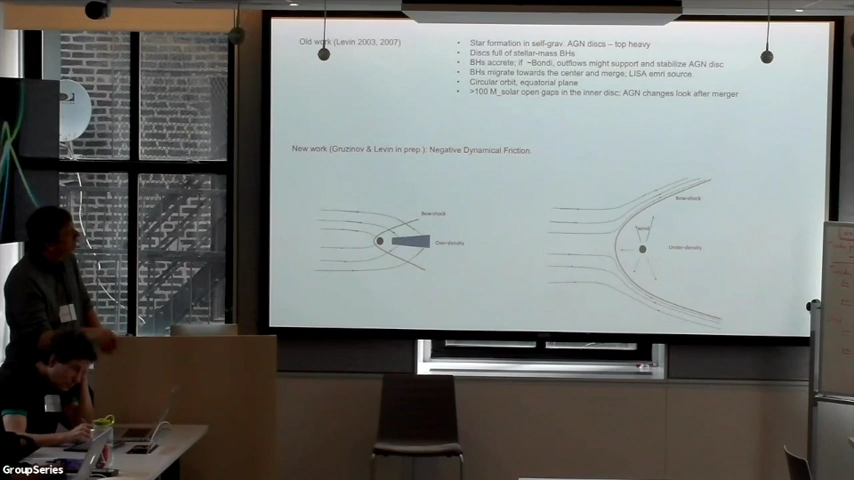 Old work (Levin 2003, 2007)
• Star formation in self-grav. AGN discs – top heavy
• Discs full of stellar-mass BHs
• BHs accrete; if ~Bondi, outflows might support and stabilize AGN disc
• BHs migrate towards the center and merge; LISA emri source.
• Circular orbit, equatorial plane
• >100 M_solar open gaps in the inner disc; AGN changes look after merger
New work (Gruzinov & Levin in prep.): Negative Dynamical Friction.
Bow-shock
Over-density
Bow-shock
wind
Under-density
GroupSeries